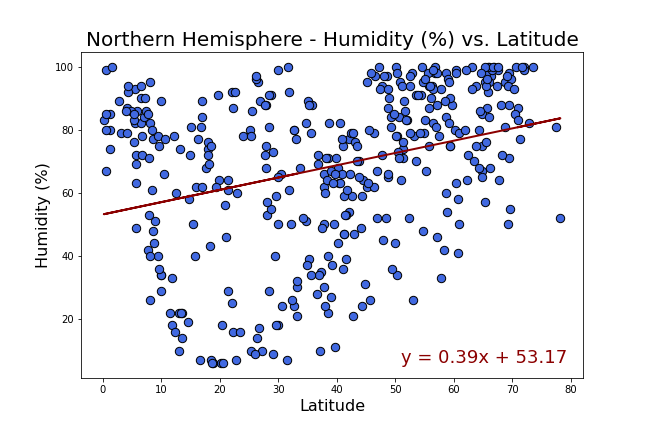 Northern Hemisphere - Humidity (%) vs. Latitude
100
80
60
40
20
Humidity (%)
y = 0.39x + 53.17
0 10 20 30 40 50 60 70 80
Latitude